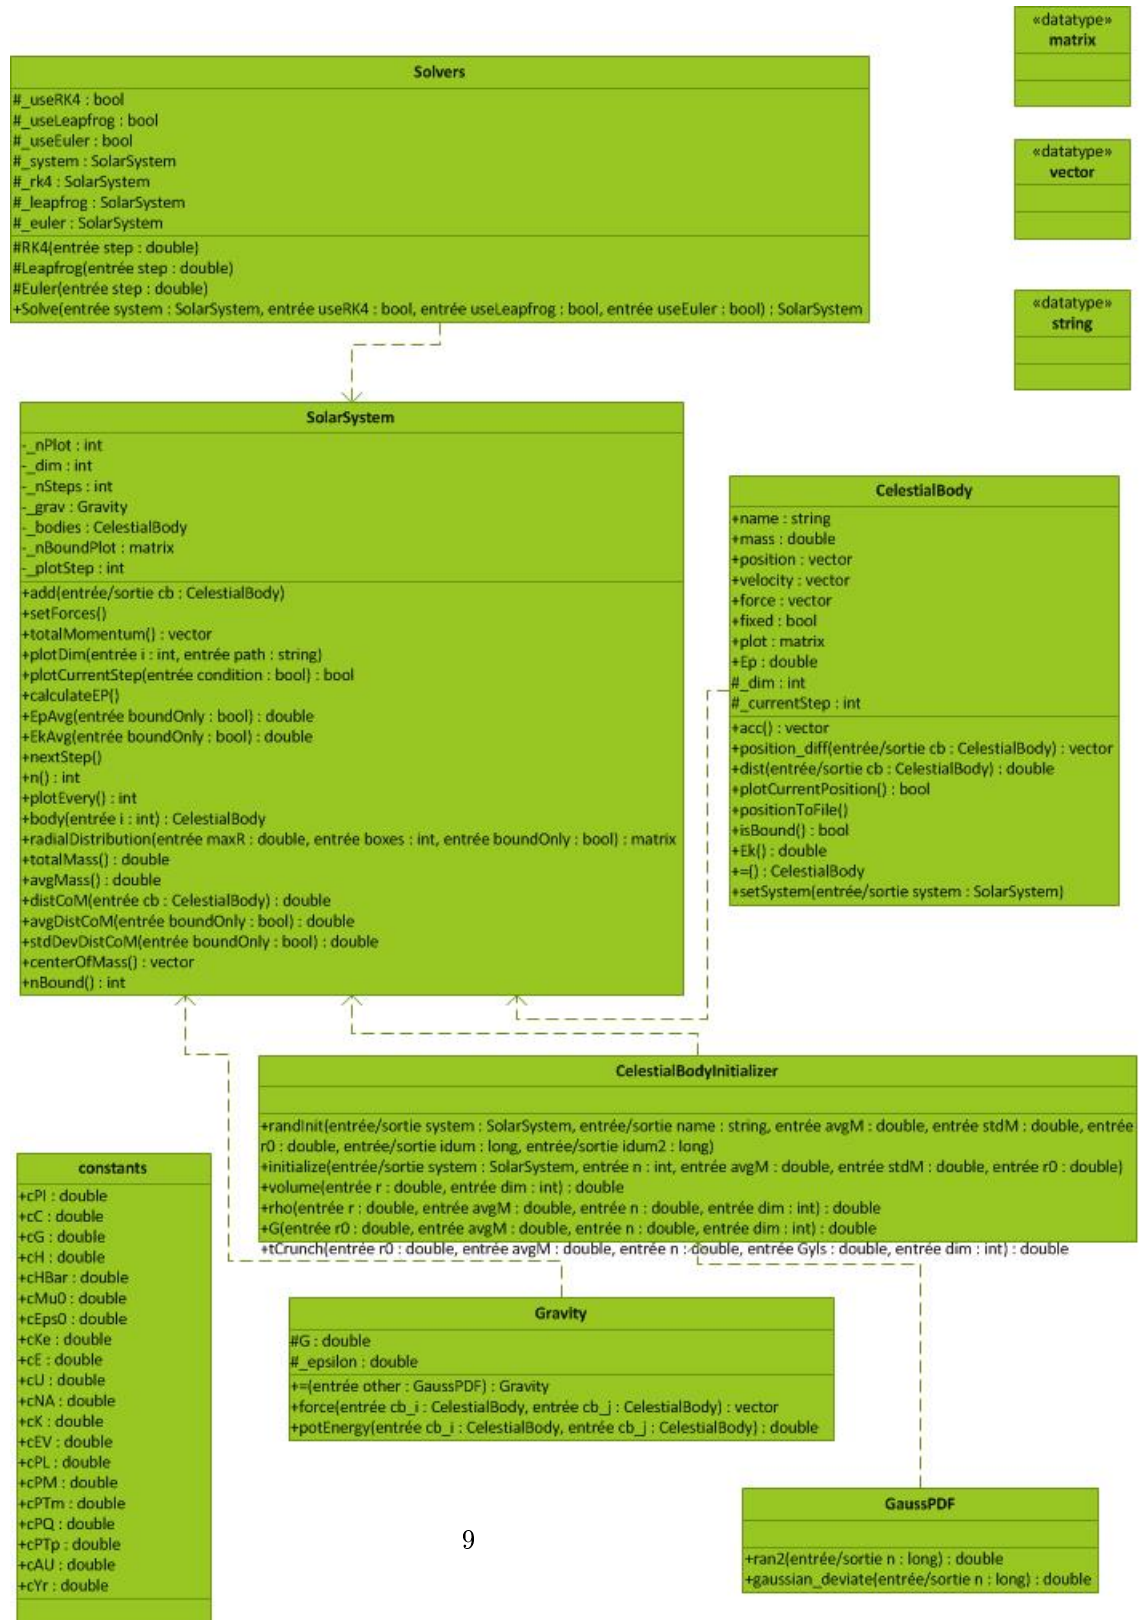 «datatype»
matrix
Solvers
#_useRK4 : bool
#_useLeapfrog : bool
#_useEuler : bool
#_system : SolarSystem
#_rk4 : SolarSystem
#_leapfrog : SolarSystem
#_euler : SolarSystem
#RK4(entrée step : double)
#Leapfrog(entrée step : double)
#Euler(entrée step : double)
+Solve(entrée system : SolarSystem, entrée useRK4 : bool, entrée useLeapfrog : bool, entrée useEuler : bool) : SolarSystem
«datatype»
vector
«datatype»
string
SolarSystem
-_nPlot : int
-_dim : int
-_nSteps : int
-_grav : Gravity
-_bodies : CelestialBody
-_nBoundPlot : matrix
-_plotStep : int
+add(entrée/sortie cb : CelestialBody)
+setForces()
+totalMomentum() : vector
+plotDim(entrée i : int, entrée path : string)
+plotCurrentStep(entrée condition : bool) : bool
+calculateEP()
+EpAvg(entrée boundOnly : bool) : double
+EkAvg(entrée boundOnly : bool) : double
+nextStep()
+n() : int
+plotEvery() : int
+body(entrée i : int) : CelestialBody
+radialDistribution(entrée maxR : double, entrée boxes : int, entrée boundOnly : bool) : matrix
+totalMass() : double
+avgMass() : double
+distCoM(entrée cb : CelestialBody) : double
+avgDistCoM(entrée boundOnly : bool) : double
+stdDevDistCoM(entrée boundOnly : bool) : double
+centerOfMass() : vector
+nBound() : int
CelestialBody
+name : string
+mass : double
+position : vector
+velocity : vector
+force : vector
+fixed : bool
+plot : matrix
+Ep : double
#_dim : int
#_currentStep : int
+acc() : vector
+position_diff(entrée/sortie cb : CelestialBody) : vector
+dist(entrée/sortie cb : CelestialBody) : double
+plotCurrentPosition() : bool
+positionToFile()
+isBound() : bool
+Ek() : double
+=() : CelestialBody
+setSystem(entrée/sortie system : SolarSystem)
CelestialBodyInitializer
+randInit(entrée/sortie system : SolarSystem, entrée/sortie name : string, entrée avgM : double, entrée stdM : double, entrée
r0 : double, entrée/sortie idum : long, entrée/sortie idum2 : long)
+initialize(entrée/sortie system : SolarSystem, entrée n : int, entrée avgM : double, entrée stdM : double, entrée r0 : double)
+volume(entrée r : double, entrée dim : int) : double
+rho(entrée r : double, entrée avgM : double, entrée n : double, entrée dim : int) : double
+G(entrée r0 : double, entrée avgM : double, entrée n : double, entrée dim : int) : double
+tCrunch(entrée r0 : double, entrée avgM : double, entrée n : double, entrée Gyls : double, entrée dim : int) : double
constants
+cPI : double
+cC : double
+cG : double
+cH : double
+cHBar : double
+cMu0 : double
+cEps0 : double
+cKe : double
+cE : double
+cU : double
+cNA : double
+cK : double
+cEV : double
+cPL : double
+cPM : double
+cPTm : double
+cPQ : double
+cPTp : double
+cAU : double
+cYr : double
Gravity
#G : double
#_epsilon : double
+=(entrée other : GaussPDF) : Gravity
+force(entrée cb_i : CelestialBody, entrée cb_j : CelestialBody) : vector
+potEnergy(entrée cb_i : CelestialBody, entrée cb_j : CelestialBody) : double
GaussPDF
+ran2(entrée/sortie n : long) : double
+gaussian_deviate(entrée/sortie n : long) : double
9